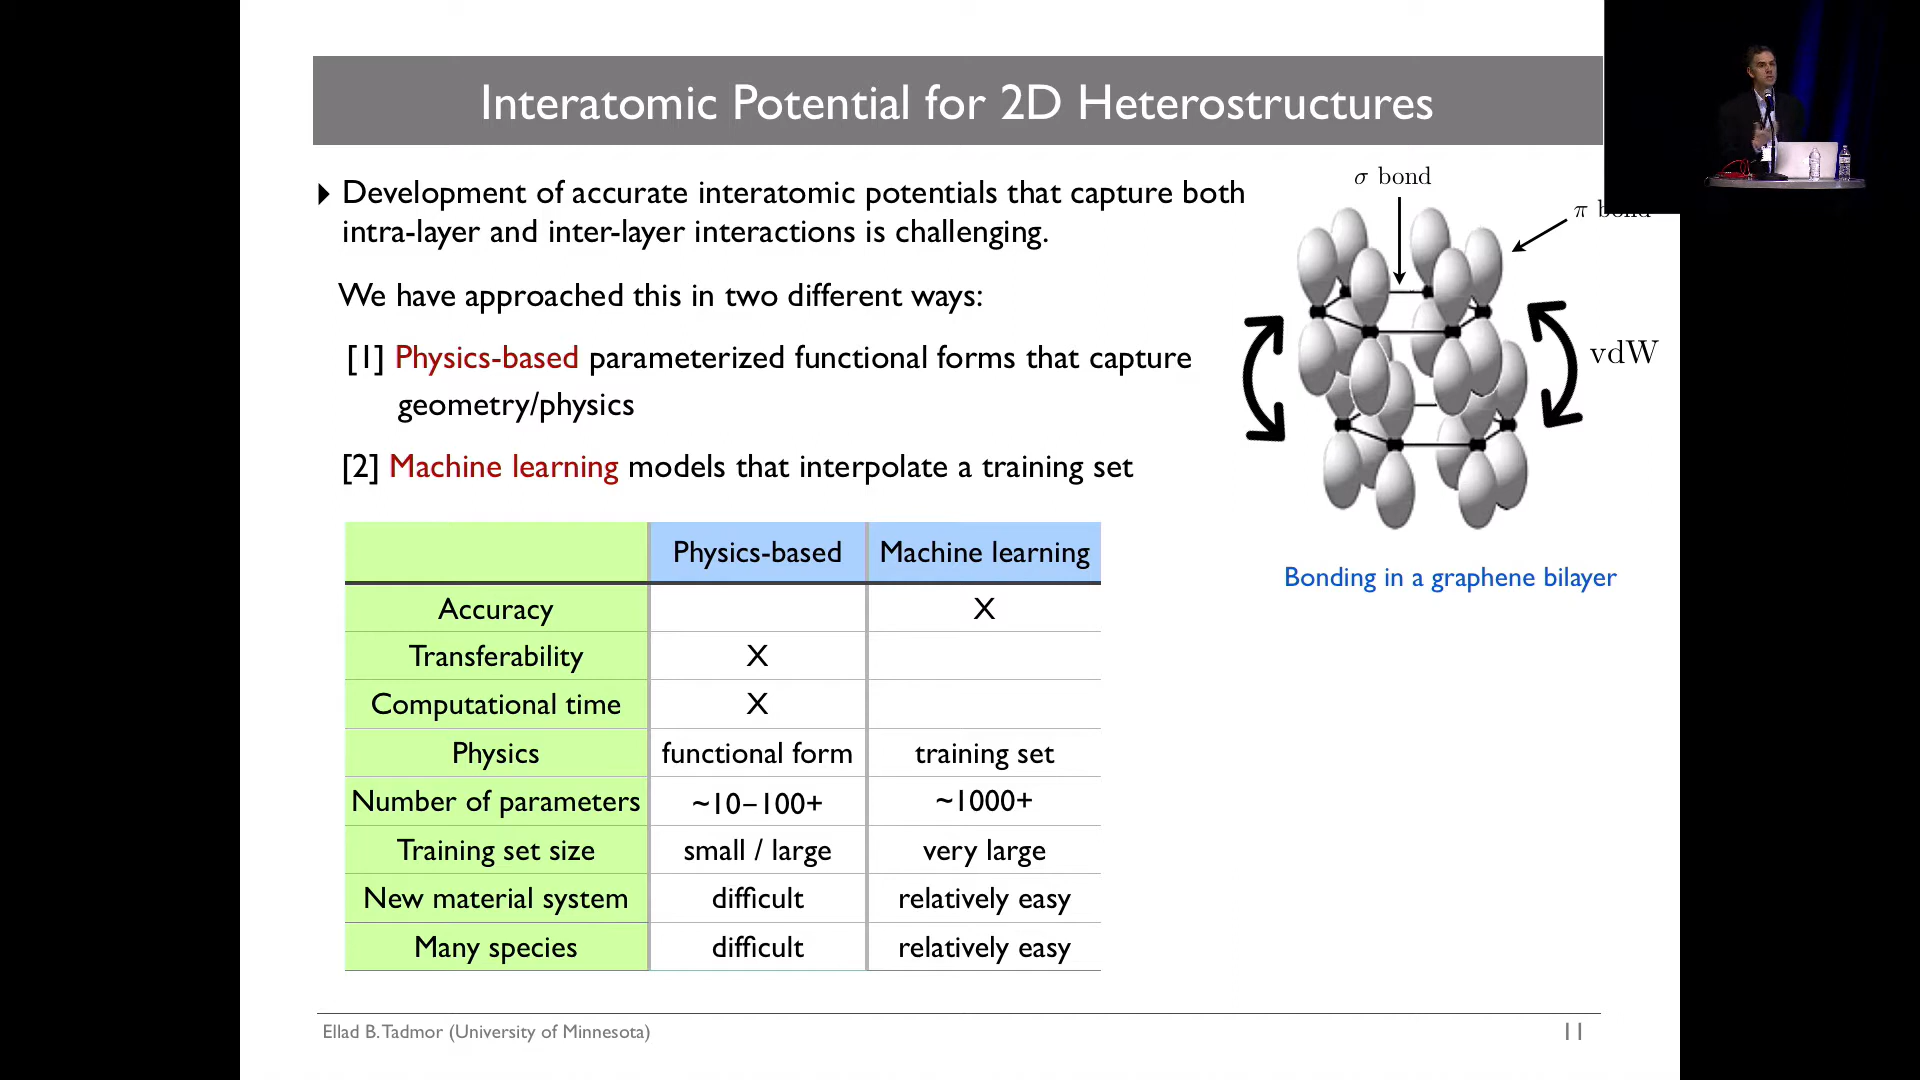 Interatomic Potential for 2D Heterostructures
Development of accurate interatomic potentials that capture both
intra-layer and inter-layer interactions is challenging.
We have approached this in two different ways:
[1] Physics-based parameterized functional forms that capture
geometry/physics
[2] Machine learning models that interpolate a training set
σ bond
π bond
vdW
Bonding in a graphene bilayer
Physics-based Machine learning
Accuracy X
Transferability X
Computational time X
Physics functional form training set
Number of parameters ~10–100+ ~1000+
Training set size small / large very large
New material system difficult relatively easy
Many species difficult relatively easy
Ellad B. Tadmor (University of Minnesota)
11